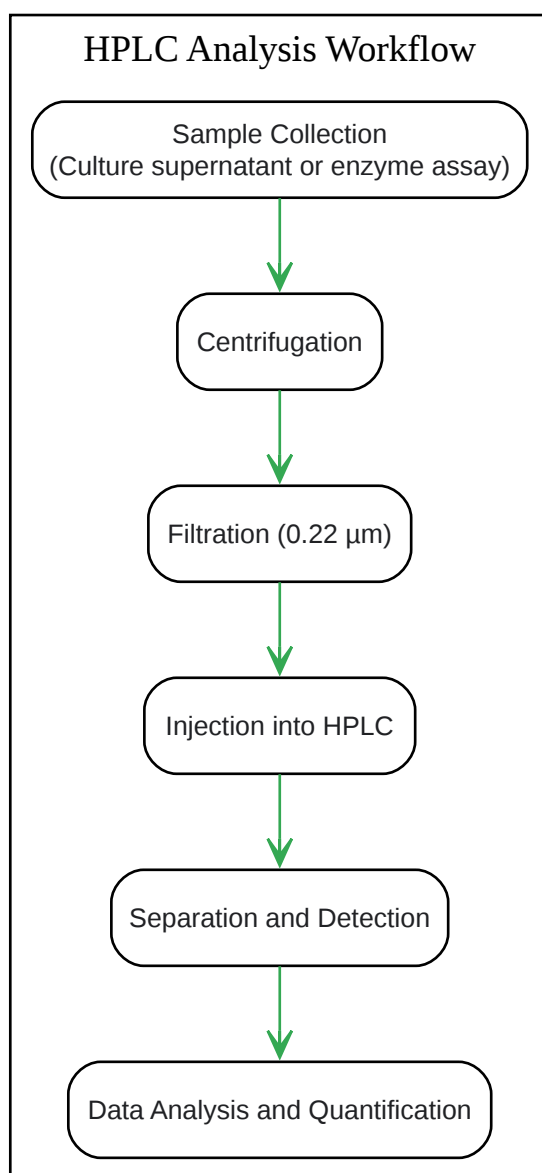 HPLC Analysis Workflow
Sample Collection
(Culture supernatant or enzyme assay)
Centrifugation
Filtration (0.22 µm)
Injection into HPLC
Separation and Detection
Data Analysis and Quantification